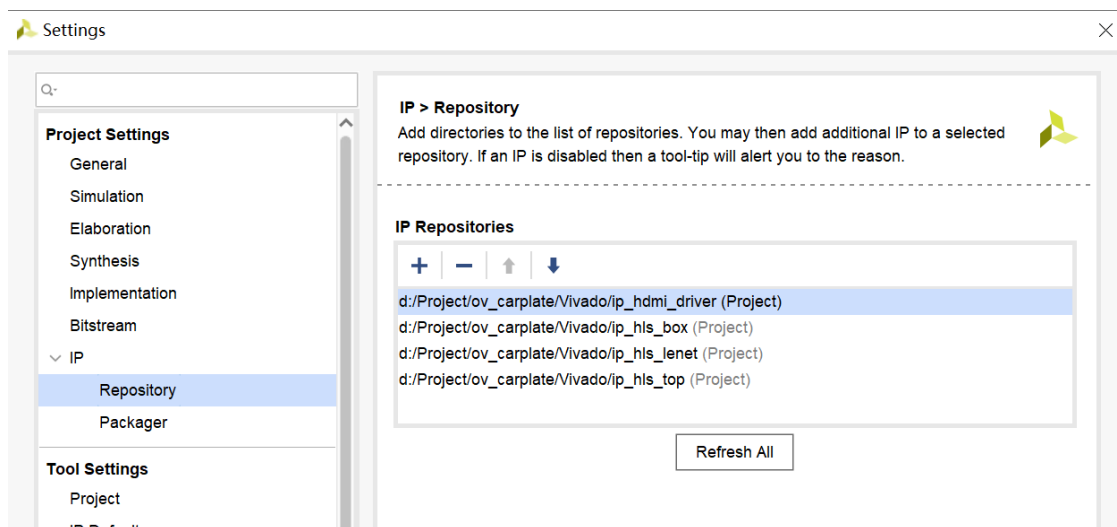 Settings
Project Settings
General
Simulation
Elaboration
Synthesis
Implementation
Bitstream
IP
Repository
Packager
Tool Settings
Project
IP > Repository
Add directories to the list of repositories. You may then add additional IP to a selected
repository. If an IP is disabled then a tool-tip will alert you to the reason.
IP Repositories
d:/Project/ov_carplate/Vivado/ip_hdmi_driver (Project)
d:/Project/ov_carplate/Vivado/ip_hls_box (Project)
d:/Project/ov_carplate/Vivado/ip_hls_lenet (Project)
d:/Project/ov_carplate/Vivado/ip_hls_top (Project)
Refresh All